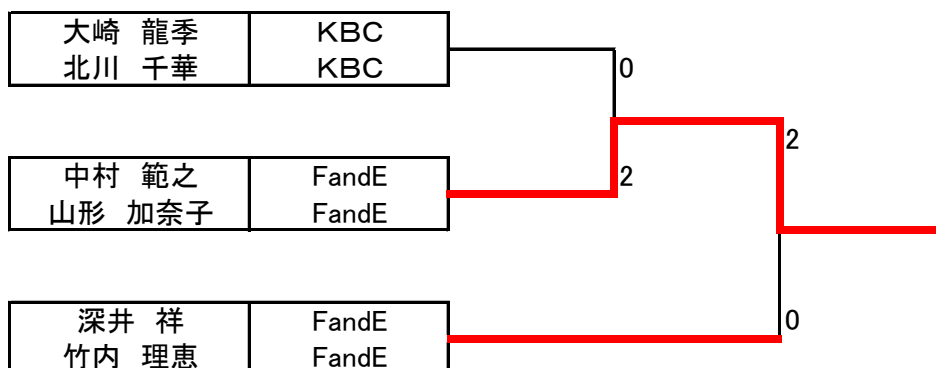 大崎　龍季 KBC
北川　千華 KBC
0
中村　範之 FandE
山形　加奈子 FandE
2
2
深井　祥 FandE
竹内　理恵 FandE
0